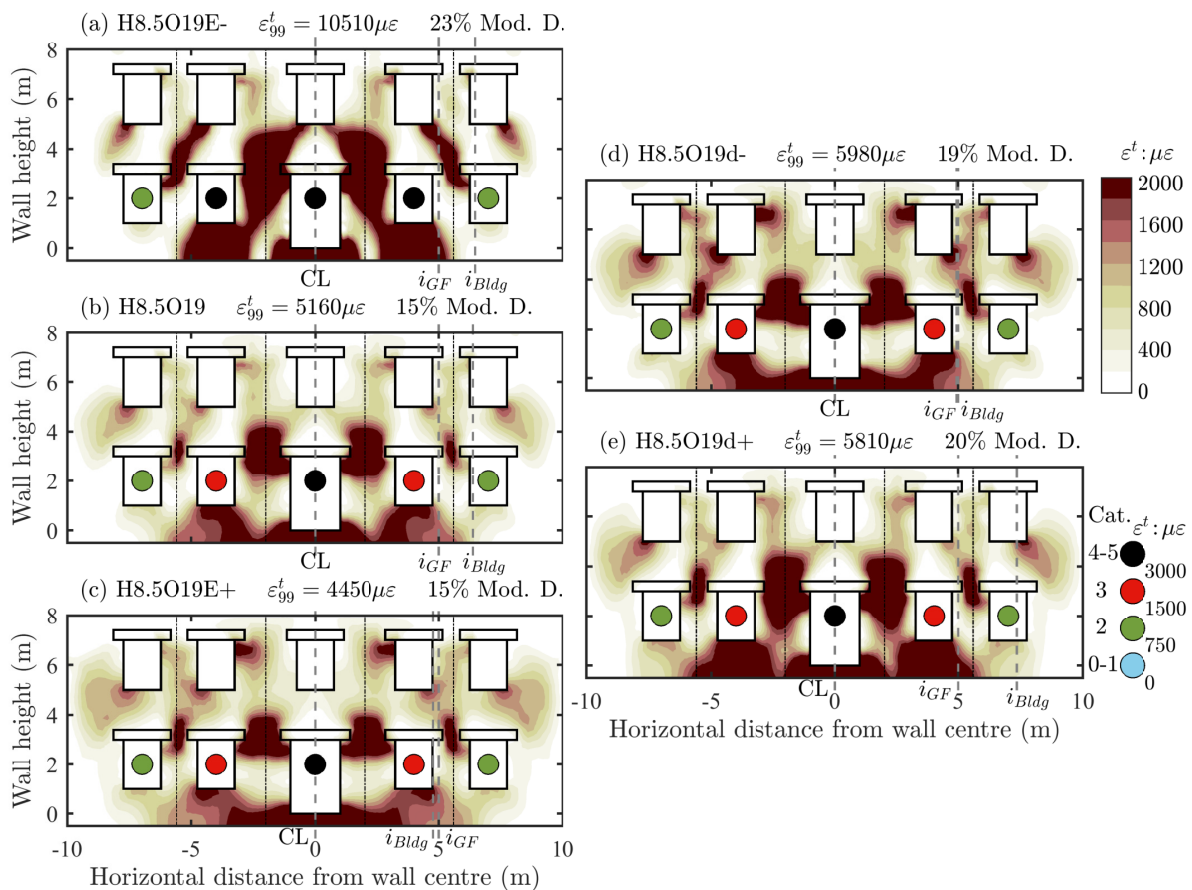 (a) H8.5O19E- ε^t_99 = 10510με 23% Mod. D.
8
6
4
2
0
Wall height (m)
CL i_GF i_Bldg
(b) H8.5O19 ε^t_99 = 5160με 15% Mod. D.
8
6
4
2
0
Wall height (m)
CL i_GF i_Bldg
(c) H8.5O19E+ ε^t_99 = 4450με 15% Mod. D.
8
6
4
2
0
Wall height (m)
CL i_Bldg i_GF
-10 -5 0 5 10
Horizontal distance from wall centre (m)
(d) H8.5O19d- ε^t_99 = 5980με 19% Mod. D.
CL i_GF i_Bldg
(e) H8.5O19d+ ε^t_99 = 5810με 20% Mod. D.
CL i_GF i_Bldg
-10 -5 0 5 10
Horizontal distance from wall centre (m)
ε^t : με
2000
1600
1200
800
400
0
Cat. ε^t : με
4-5
3000
3
1500
2
750
0-1
0